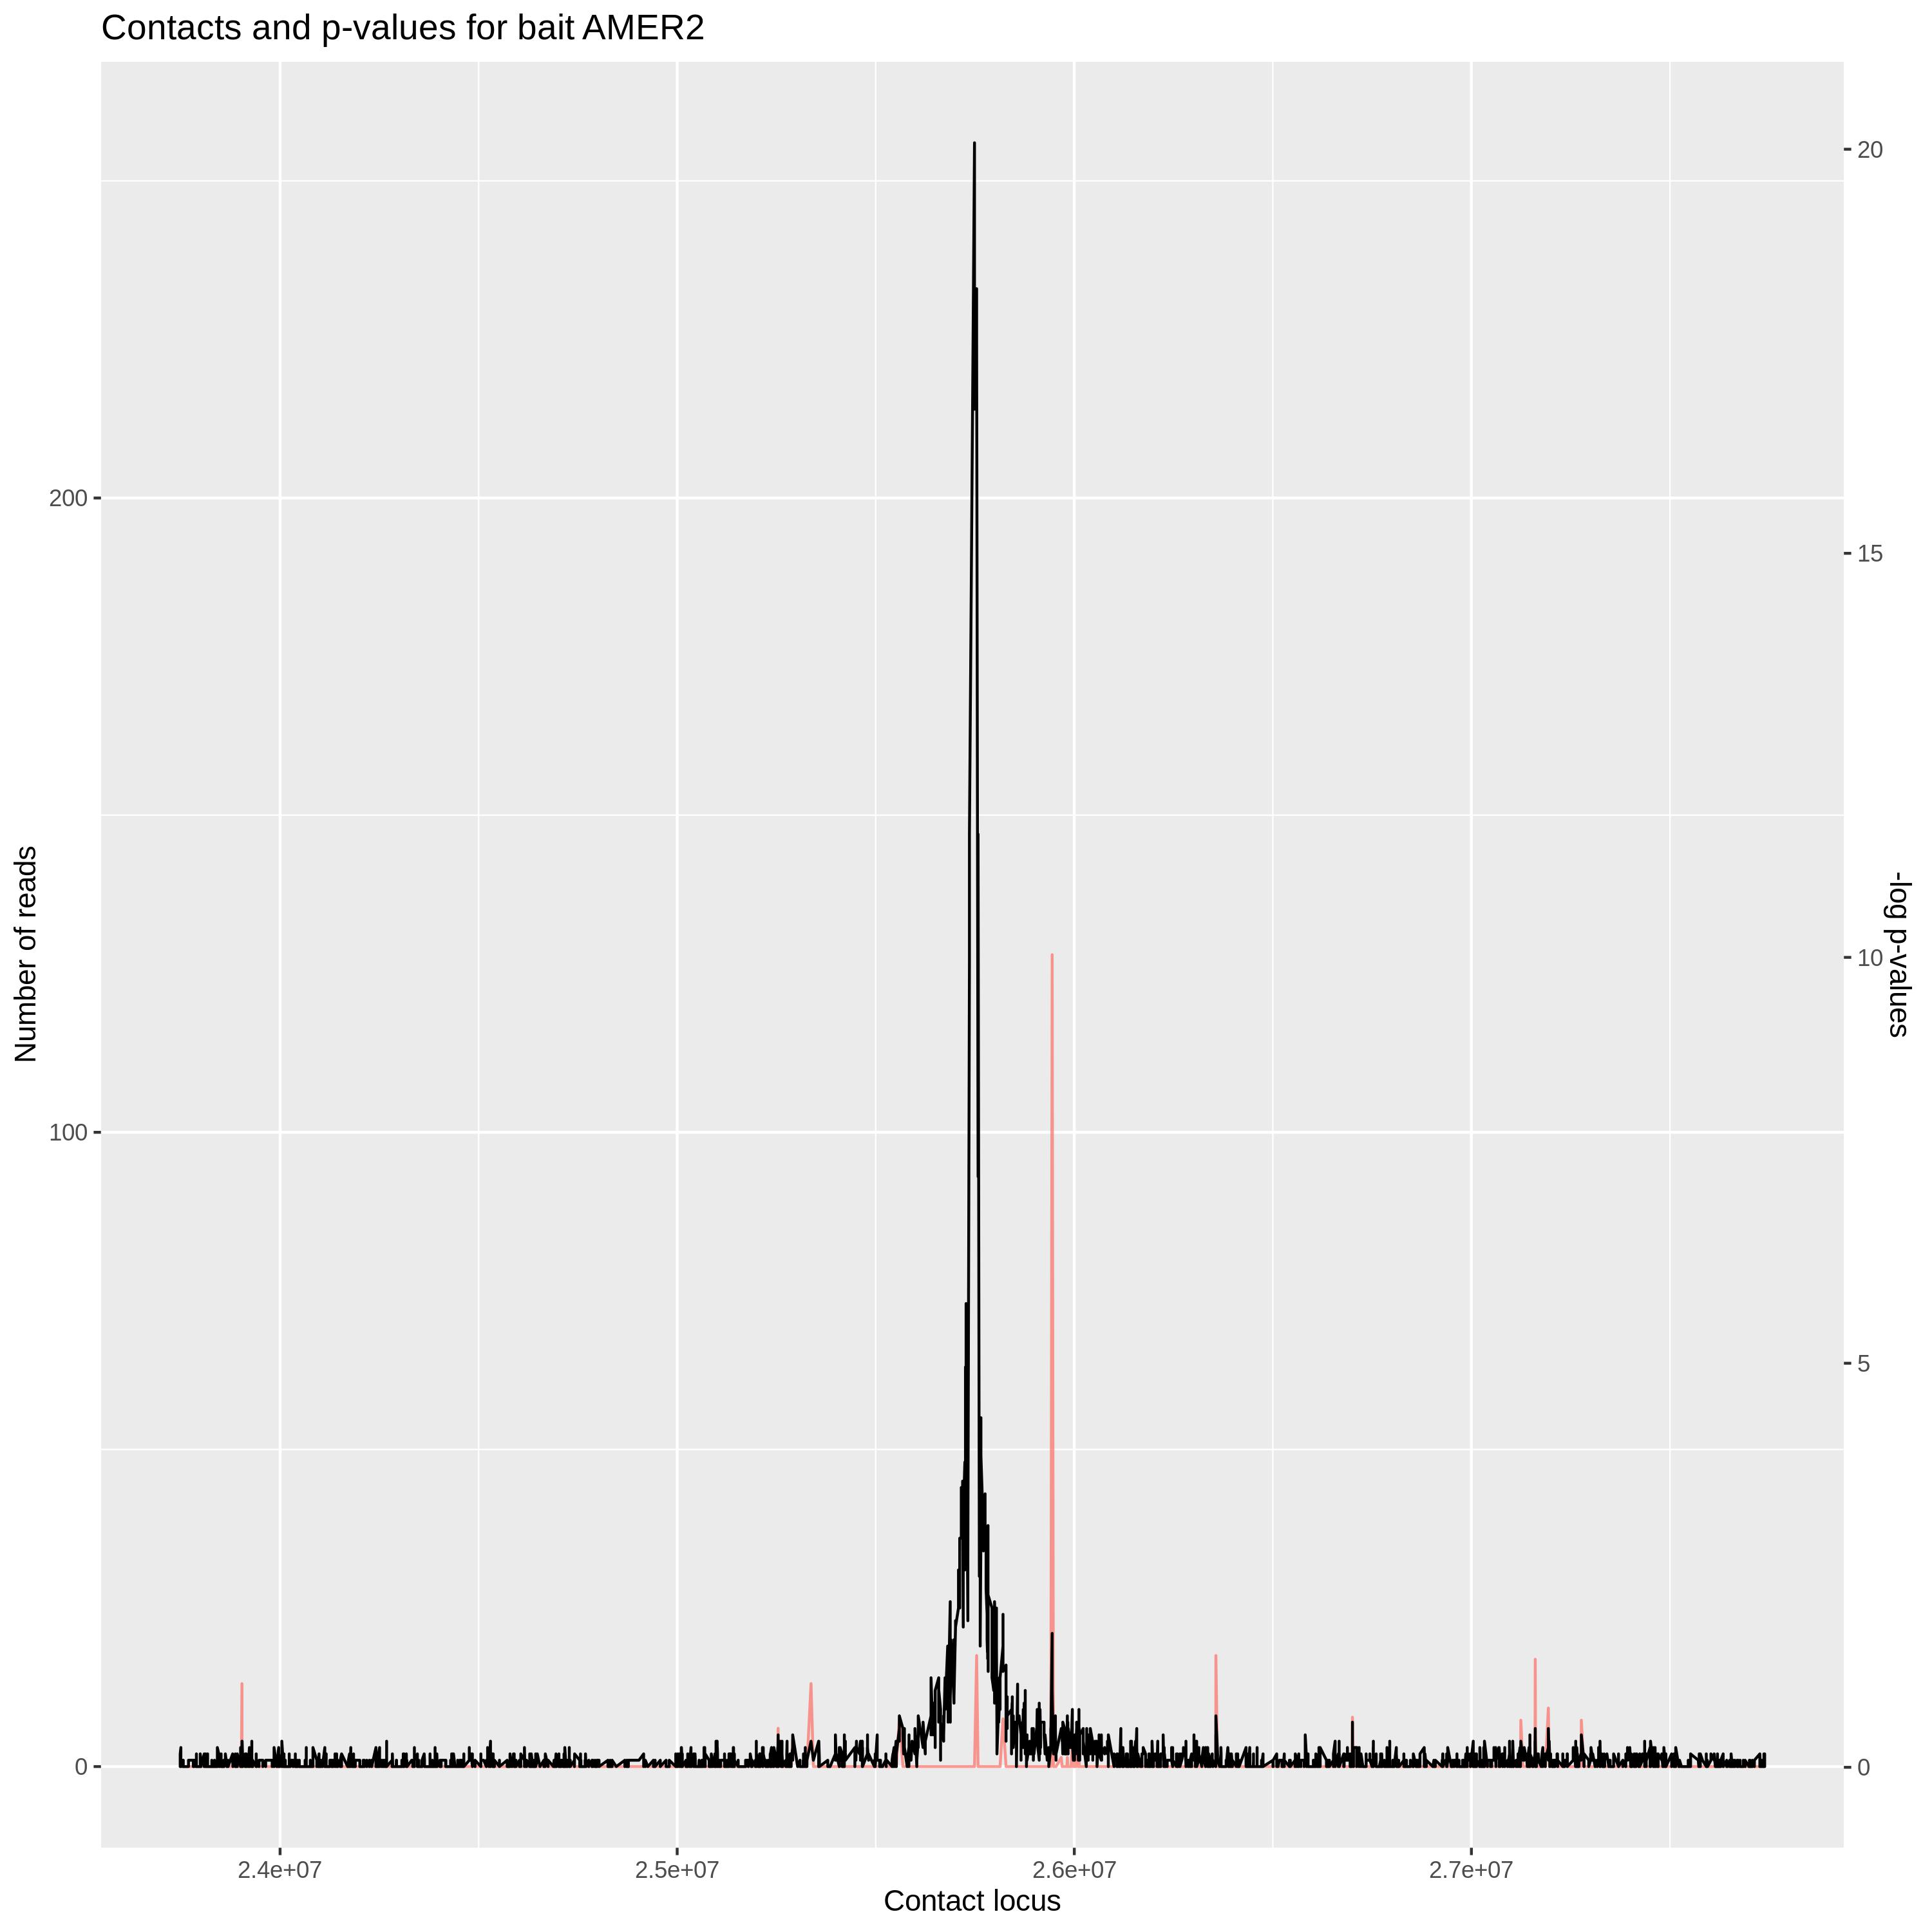 Contacts and p-values for bait AMER2
Number of reads
200
100
0
20
15
10
5
0
-log p-values
2.4e+07 2.5e+07 2.6e+07 2.7e+07
Contact locus